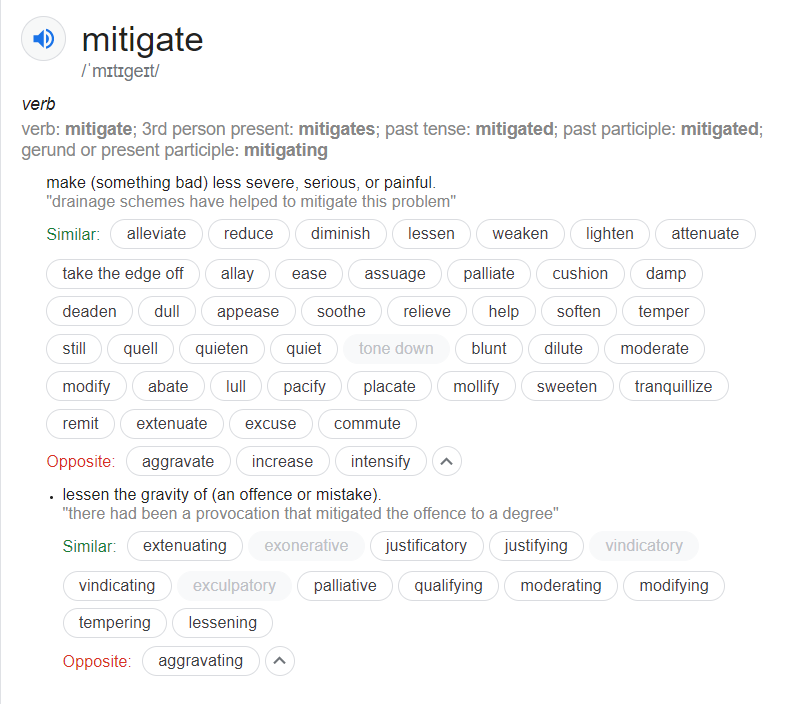 mitigate
/ˈmɪtɪɡeɪt/
verb
verb: mitigate; 3rd person present: mitigates; past tense: mitigated; past participle: mitigated;
gerund or present participle: mitigating
make (something bad) less severe, serious, or painful.
"drainage schemes have helped to mitigate this problem"
Similar: alleviate reduce diminish lessen weaken lighten attenuate
take the edge off allay ease assuage palliate cushion damp
deaden dull appease soothe relieve help soften temper
still quell quieten quiet tone down blunt dilute moderate
modify abate lull pacify placate mollify sweeten tranquillize
remit extenuate excuse commute
Opposite: aggravate increase intensify
• lessen the gravity of (an offence or mistake).
"there had been a provocation that mitigated the offence to a degree"
Similar: extenuating exonerative justificatory justifying vindicatory
vindicating exculpatory palliative qualifying moderating modifying
tempering lessening
Opposite: aggravating